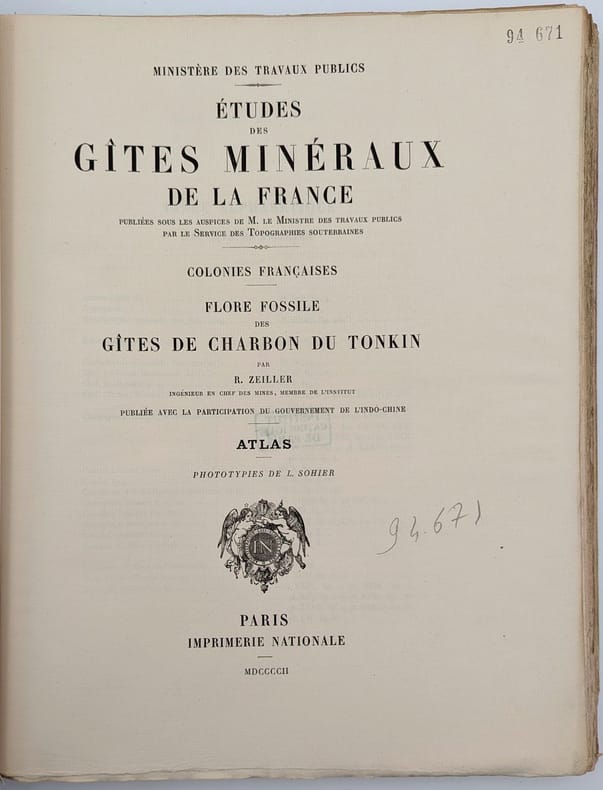 94 671
MINISTÈRE DES TRAVAUX PUBLICS
ÉTUDES
DES
GÎTES MINÉRAUX
DE LA FRANCE
PUBLIÉES SOUS LES AUSPICES DE M. LE MINISTRE DES TRAVAUX PUBLICS
PAR LE SERVICE DES TOPOGRAPHIES SOUTERRAINES
COLONIES FRANÇAISES
FLORE FOSSILE
DES
GÎTES DE CHARBON DU TONKIN
PAR
R. ZEILLER
INGÉNIEUR EN CHEF DES MINES, MEMBRE DE L'INSTITUT
PUBLIÉE AVEC LA PARTICIPATION DU GOUVERNEMENT DE L'INDO-CHINE
ATLAS
PHOTOTYPIES DE L. SOHIER
94.671
IN
PARIS
IMPRIMERIE NATIONALE
MDCCCCII